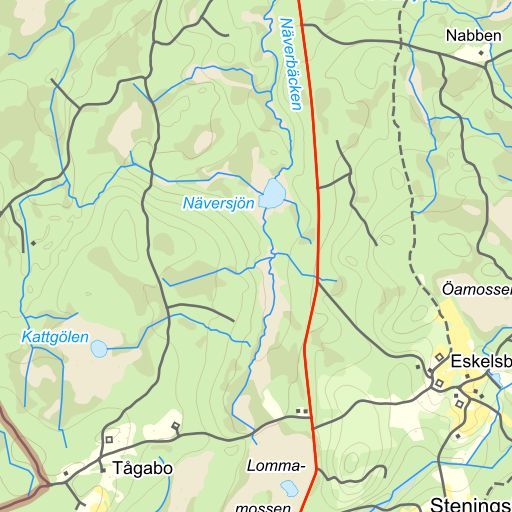 Näverbäcken
Nabben
Näversjön
Öamossen
Kattgölen
Eskelsb
Tågabo
Lomma-
mossen
Stenings